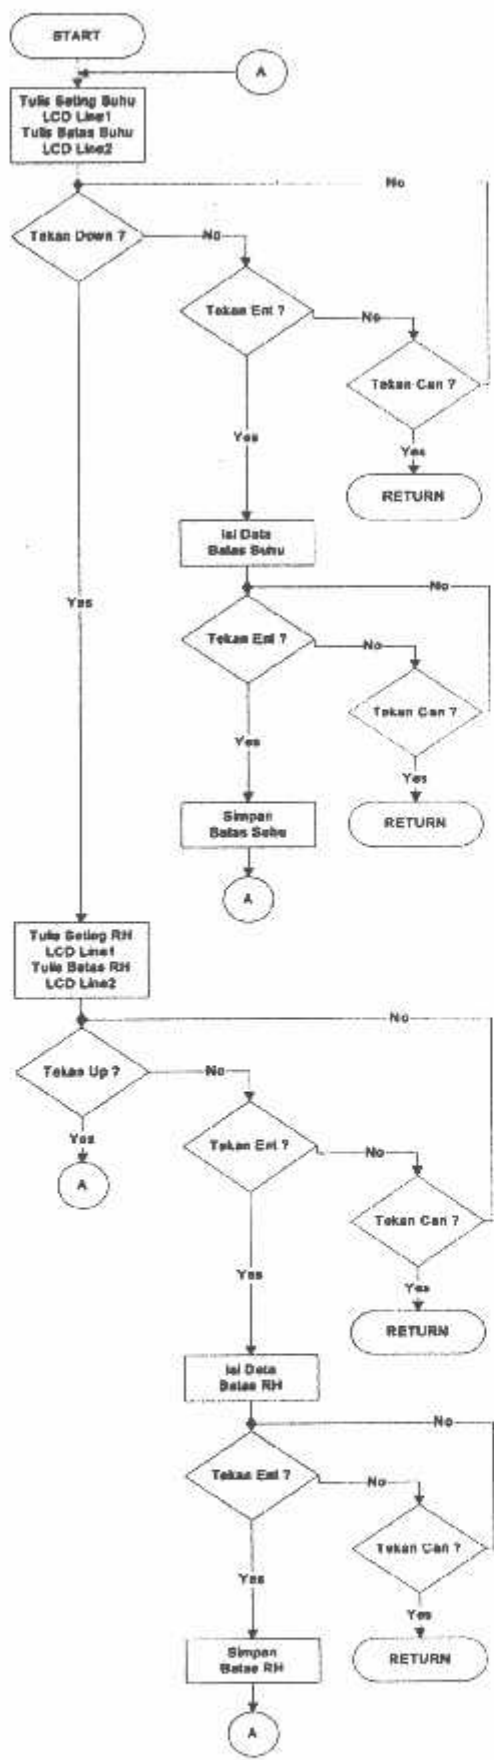 START
A
Tulis Seting Suhu
LCD Line1
Tulis Batas Suhu
LCD Line2
No
Tekan Down ?
No
Tekan Ent ?
No
Tekan Can ?
Yes
Yes
RETURN
Isi Data
Batas Suhu
No
Yes
Tekan Ent ?
No
Tekan Can ?
Yes
Yes
Simpan
Batas Suhu
RETURN
A
Tulis Seting RH
LCD Line1
Tulis Batas RH
LCD Line2
No
Tekan Up ?
No
Yes
Tekan Ent ?
No
A
Tekan Can ?
Yes
Yes
RETURN
Isi Data
Batas RH
No
Tekan Ent ?
No
Tekan Can ?
Yes
Yes
Simpan
Batas RH
RETURN
A